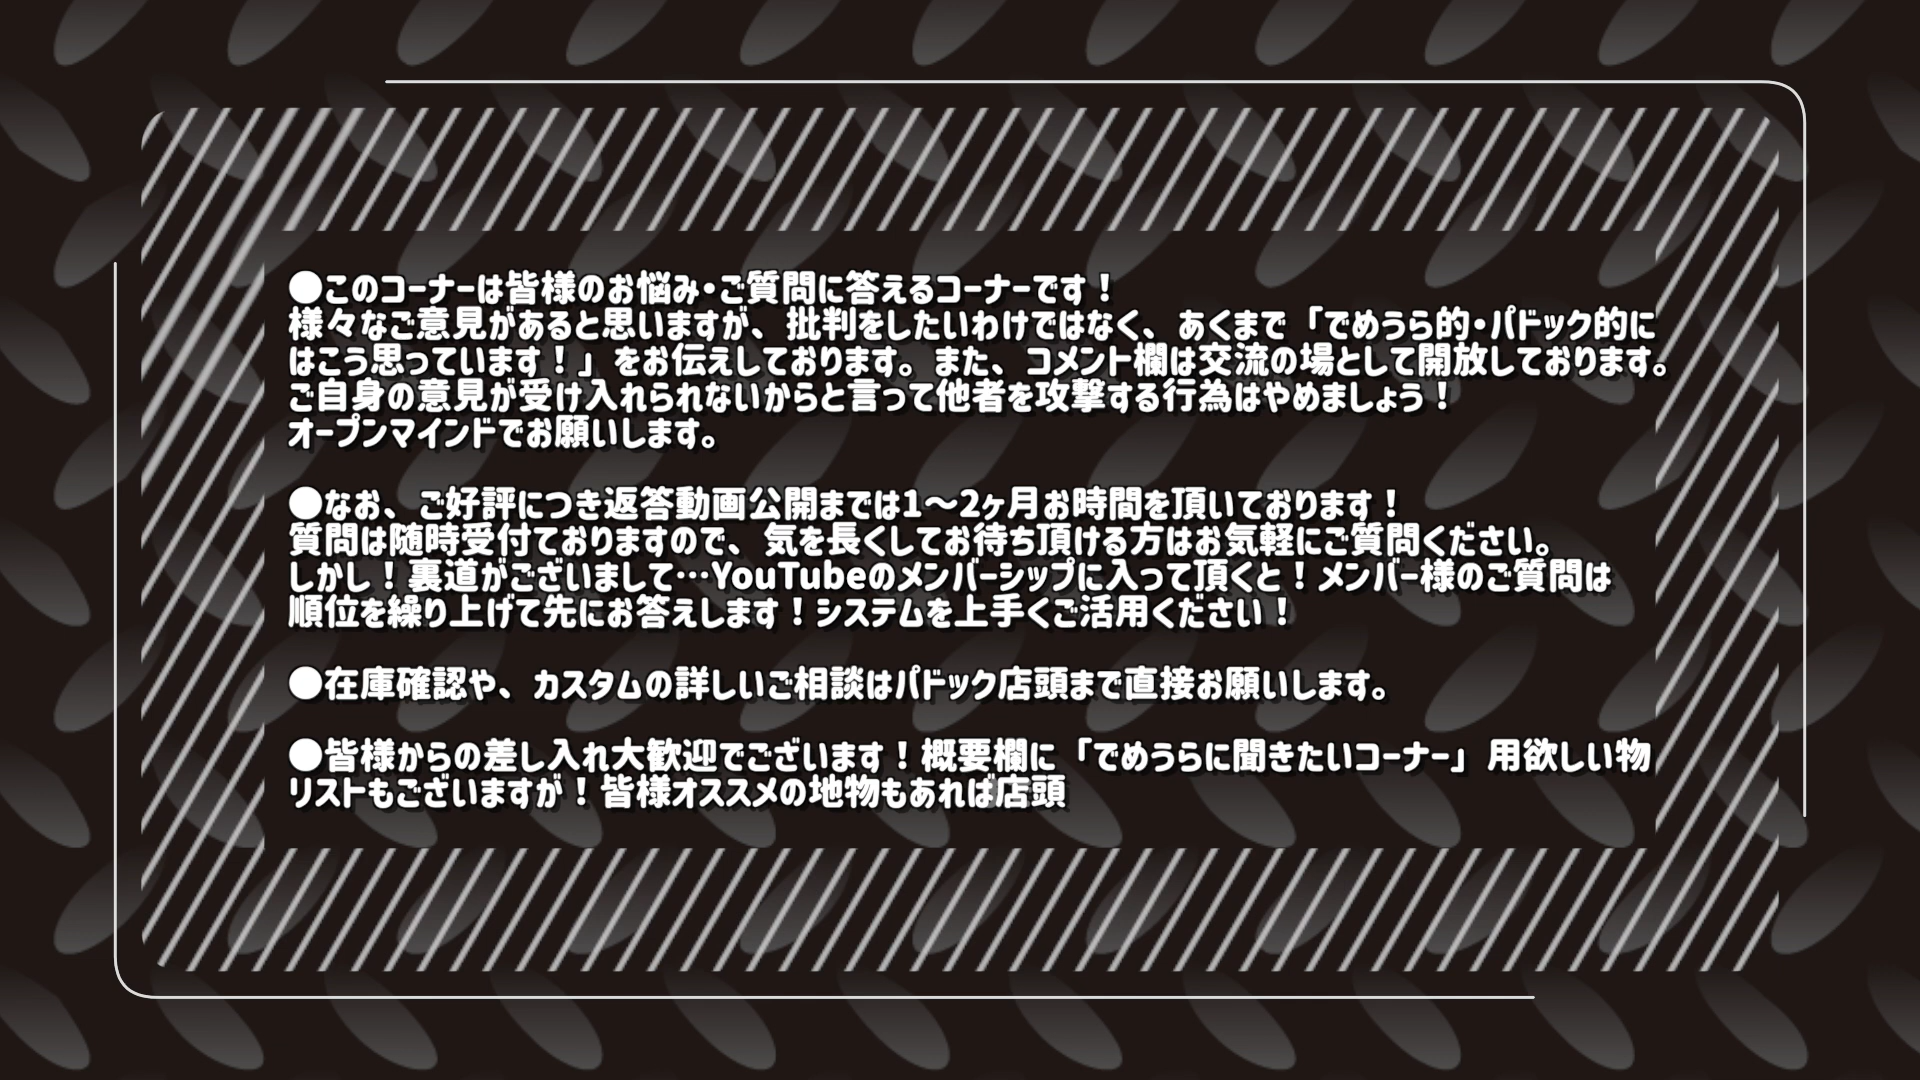 ●このコーナーは皆様のお悩み・ご質問に答えるコーナーです！
様々なご意見があると思いますが、批判をしたいわけではなく、あくまで「でめうら的・パドック的に
はこう思っています！」をお伝えしております。また、コメント欄は交流の場として開放しております。
ご自身の意見が受け入れられないからと言って他者を攻撃する行為はやめましょう！
オープンマインドでお願いします。
●なお、ご好評につき返答動画公開までは1〜2ヶ月お時間を頂いております！
質問は随時受付ておりますので、気を長くしてお待ち頂ける方はお気軽にご質問ください。
しかし！裏道がございまして…YouTubeのメンバーシップに入って頂くと！メンバー様のご質問は
順位を繰り上げて先にお答えします！システムを上手くご活用ください！
●在庫確認や、カスタムの詳しいご相談はパドック店頭まで直接お願いします。
●皆様からの差し入れ大歓迎でございます！概要欄に「でめうらに聞きたいコーナー」用欲しい物
リストもございますが！皆様オススメの地物もあれば店頭